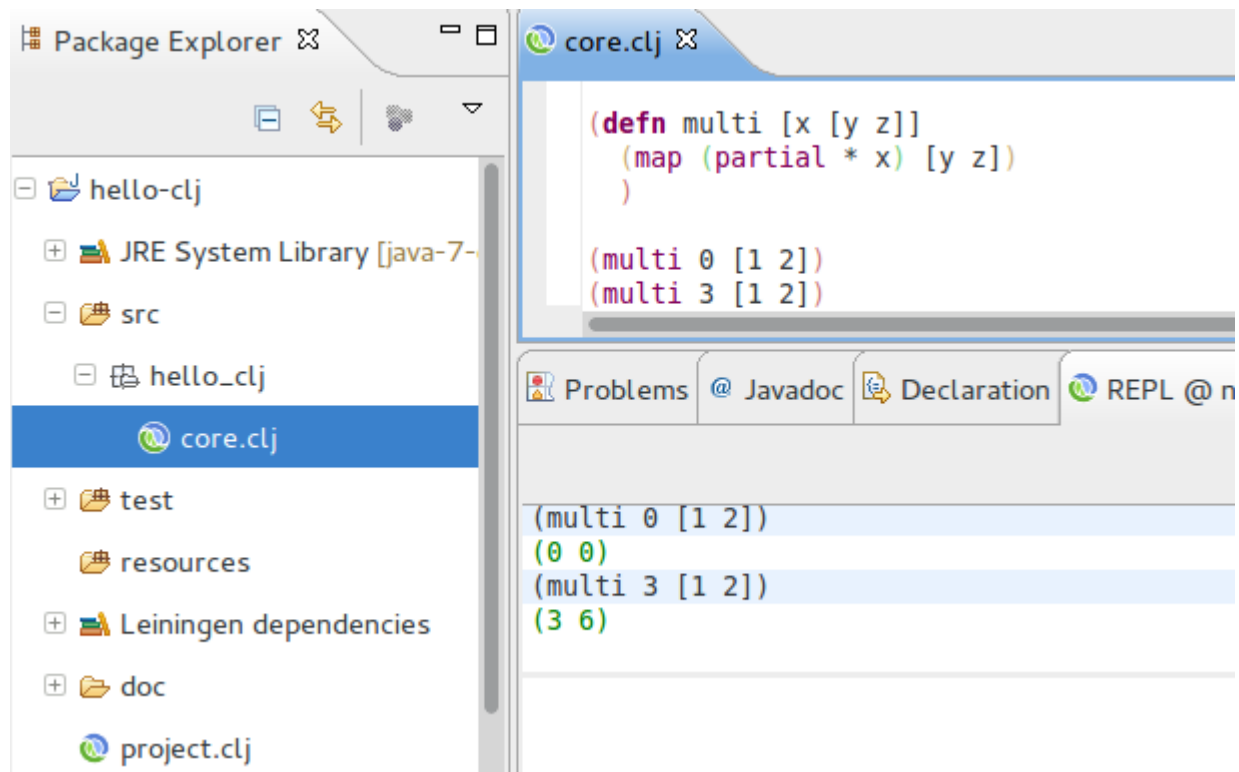 Package Explorer
hello-clj
JRE System Library [java-7-
src
hello_clj
core.clj
test
resources
Leiningen dependencies
doc
project.clj
core.clj
(defn multi [x [y z]]
  (map (partial * x) [y z])
  )
(multi 0 [1 2])
(multi 3 [1 2])
Problems @ Javadoc Declaration REPL @ n
(multi 0 [1 2])
(0 0)
(multi 3 [1 2])
(3 6)